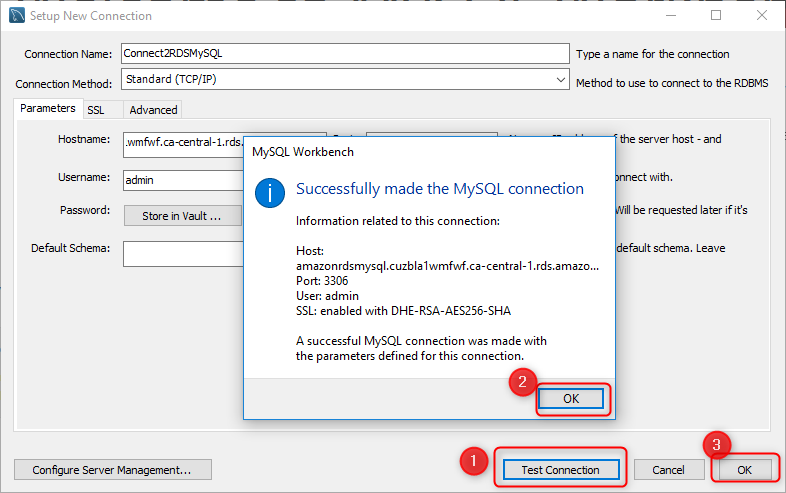 Setup New Connection
Connection Name: Connect2RDSMySQL Type a name for the connection
Connection Method: Standard (TCP/IP) Method to use to connect to the RDBMS
Parameters SSL Advanced
Hostname: .wmfwf.ca-central-1.rds. of the server host - and
Username: admin connect with.
Password: Store in Vault ... Will be requested later if it's
Default Schema: default schema. Leave
MySQL Workbench
Successfully made the MySQL connection
Information related to this connection:
Host:
amazonrdsmysql.cuzbla1wmfwf.ca-central-1.rds.amazo...
Port: 3306
User: admin
SSL: enabled with DHE-RSA-AES256-SHA
A successful MySQL connection was made with
the parameters defined for this connection.
2
OK
Configure Server Management...
1
Test Connection
Cancel
3
OK